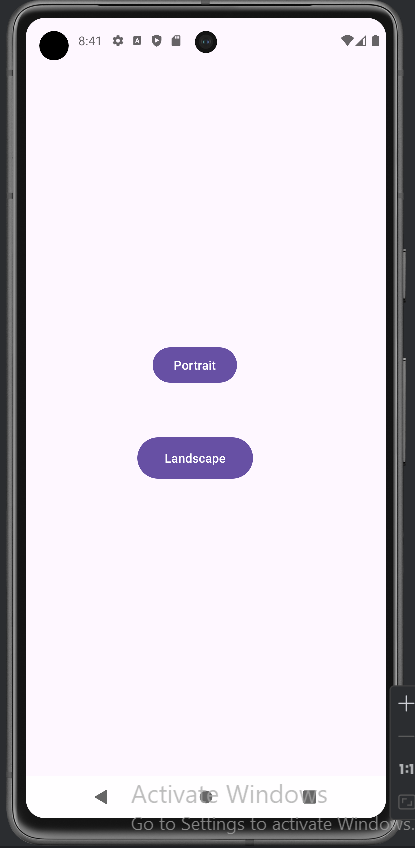 8:41
Portrait
Landscape
Activate Windows
Go to Settings to activate Windows.
1:1